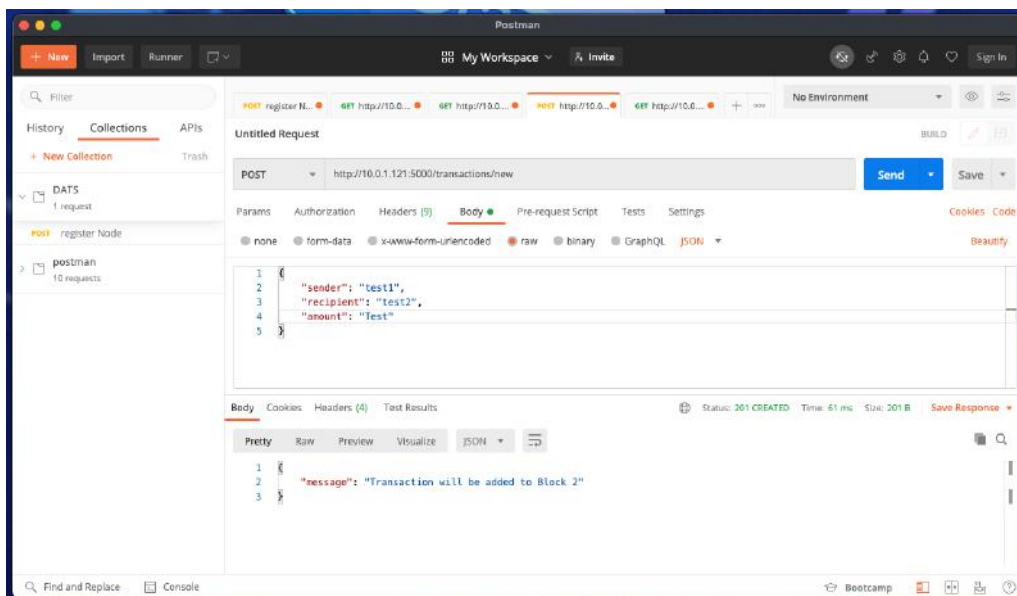 Postman
+ New Import Runner My Workspace Invite Sign In
Filter
History Collections APIs
+ New Collection Trash
DATS
1 request
POST register Node
postman
10 requests
POST register N... GET http://10.0.... GET http://10.0.... POST http://10.0... GET http://10.0.... + ooo No Environment
Untitled Request BUILD
POST http://10.0.1.121:5000/transactions/new Send Save
Params Authorization Headers (9) Body Pre-request Script Tests Settings Cookies Code
none form-data x-www-form-urlencoded raw binary GraphQL JSON Beautify
1 {
2 "sender": "test1",
3 "recipient": "test2",
4 "amount": "Test"
5 }
Body Cookies Headers (4) Test Results Status: 201 CREATED Time: 61 ms Size: 201 B Save Response
Pretty Raw Preview Visualize JSON
1 {
2 "message": "Transaction will be added to Block 2"
3 }
Find and Replace Console Bootcamp